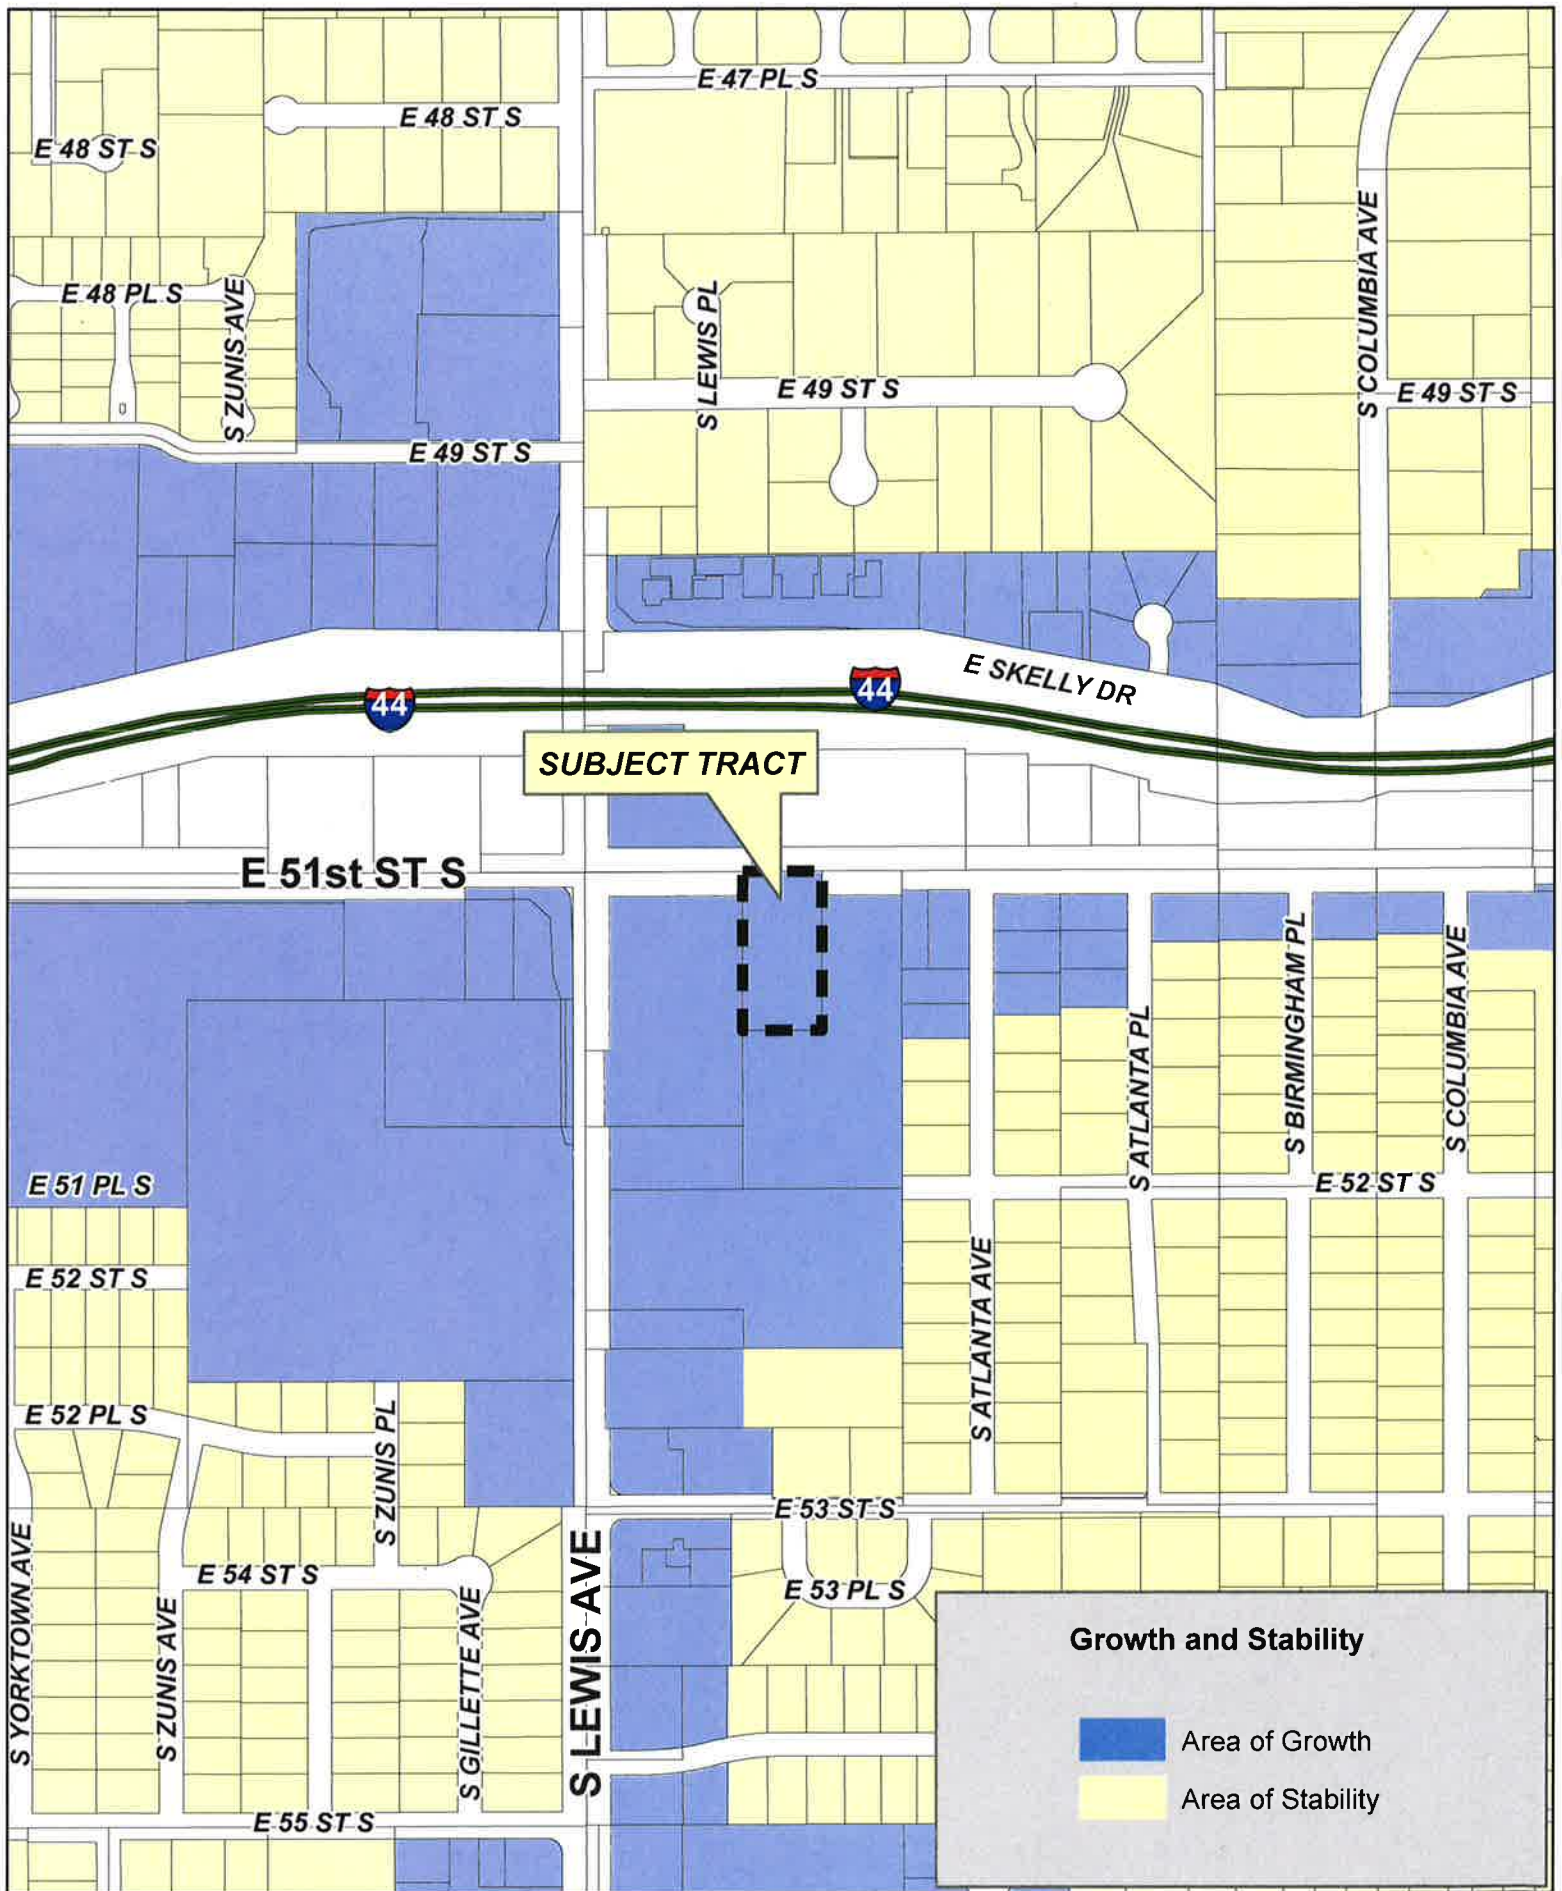 E 47 PL S
E 48 ST S
E 48 ST S
S COLUMBIA AVE
E 48 PL S
S ZUNIS AVE
S LEWIS PL
E 49 ST S
E 49 ST S
E 49 ST S
E SKELLY DR
44
44
SUBJECT TRACT
E 51st ST S
S ATLANTA PL
S BIRMINGHAM PL
S COLUMBIA AVE
E 51 PL S
E 52 ST S
E 52 ST S
S ATLANTA AVE
E 52 PL S
S ZUNIS PL
E 53 ST S
S YORKTOWN AVE
E 54 ST S
S ZUNIS AVE
S GILLETTE AVE
S LEWIS AVE
E 53 PL S
E 55 ST S
Growth and Stability
Area of Growth
Area of Stability